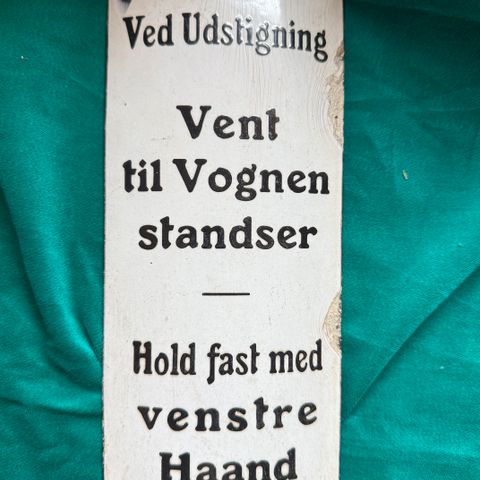 Ved Udstigning
Vent
til Vognen
standser
—
Hold fast med
venstre
Haand